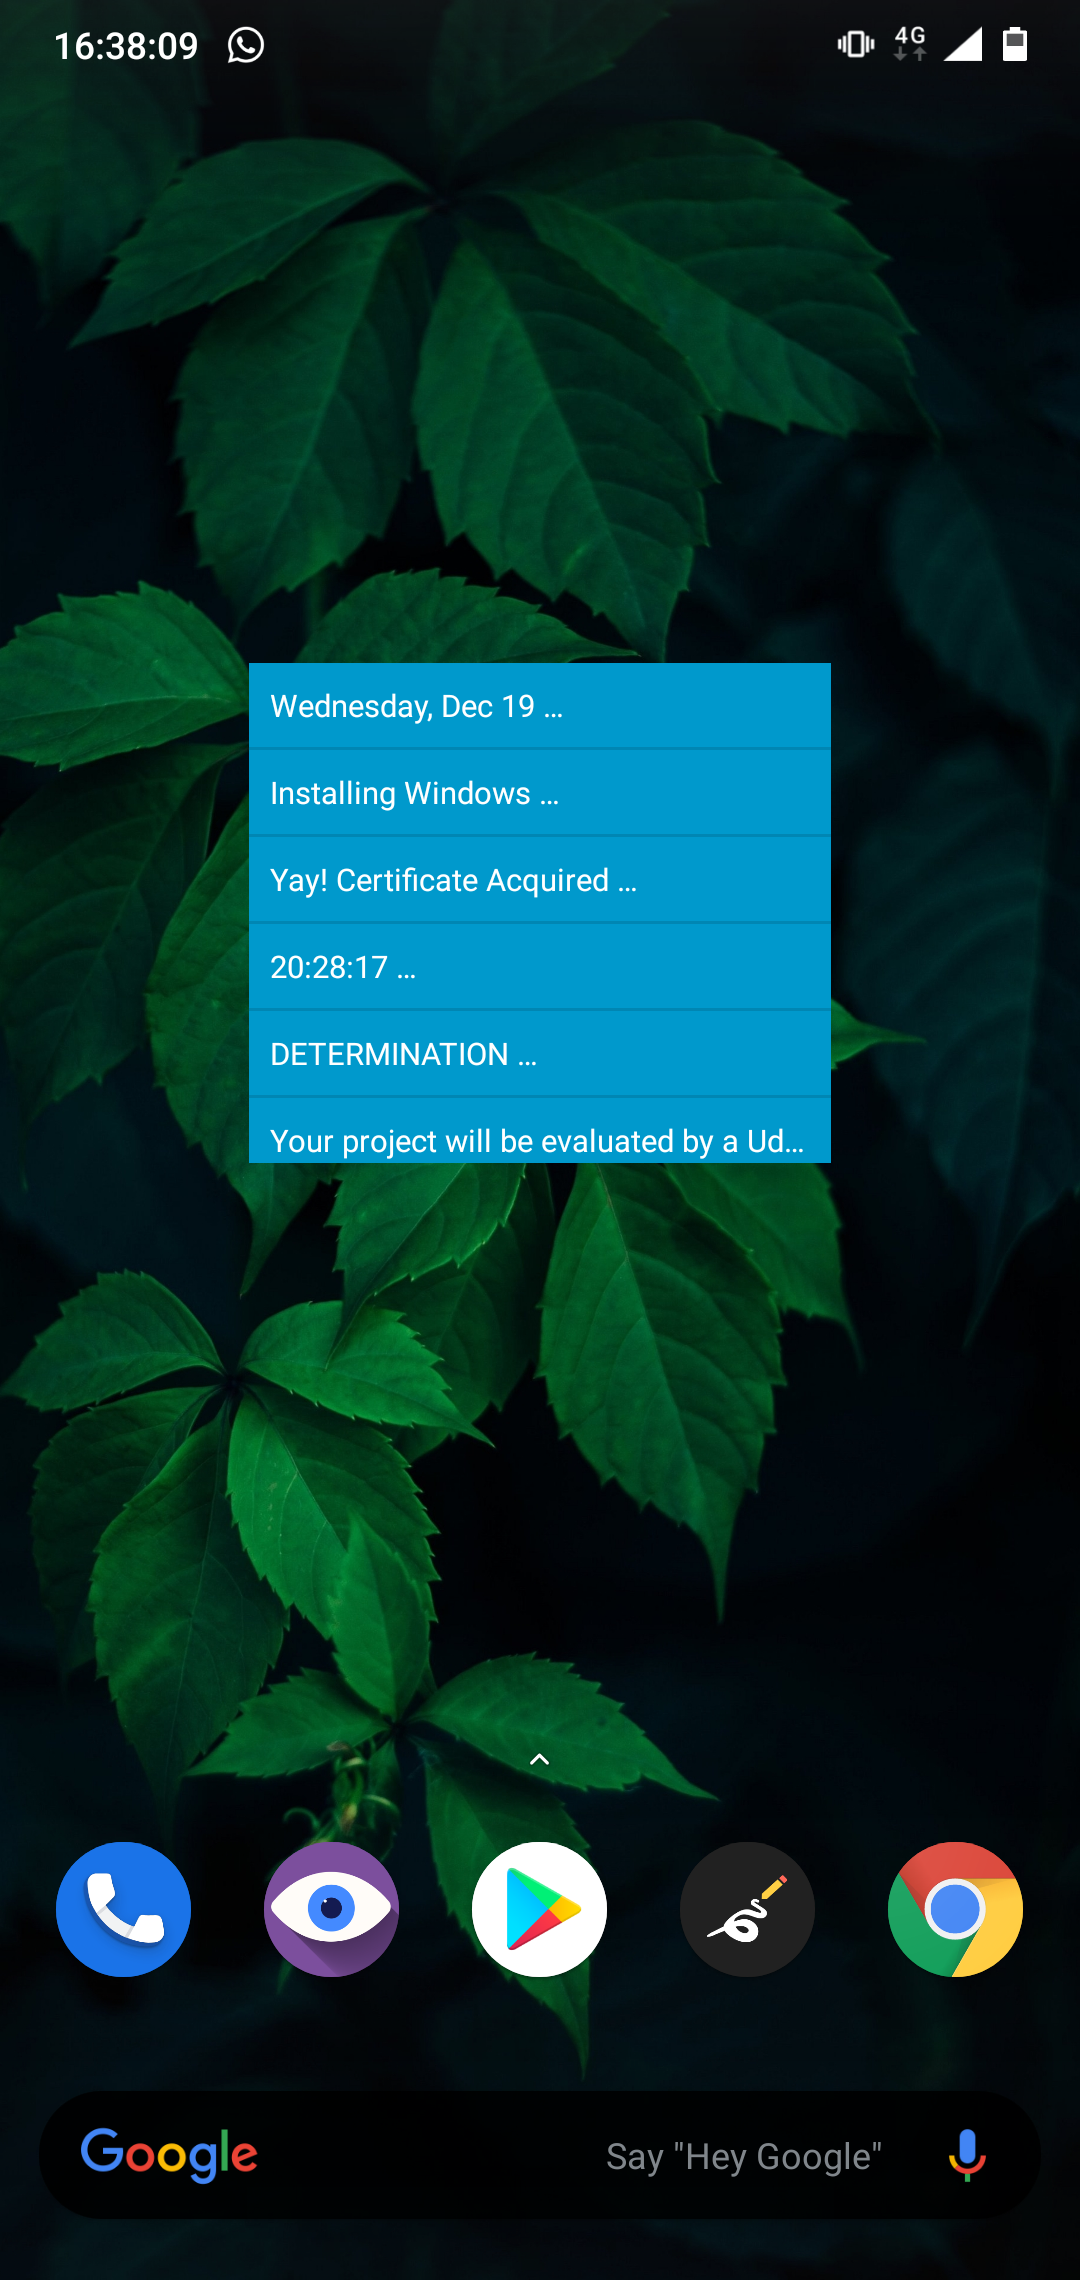 16:38:09
4G
Wednesday, Dec 19 ...
Installing Windows ...
Yay! Certificate Acquired ...
20:28:17 ...
DETERMINATION ...
Your project will be evaluated by a Ud...
Google
Say "Hey Google"